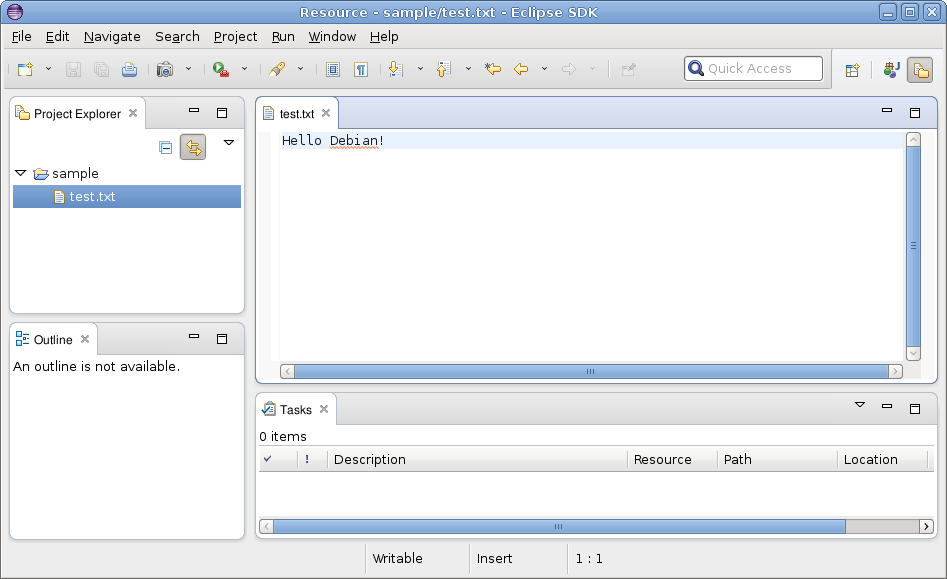 Resource - sample/test.txt - Eclipse SDK
File Edit Navigate Search Project Run Window Help
Quick Access
Project Explorer
sample
test.txt
test.txt
Hello Debian!
Outline
An outline is not available.
Tasks
0 items
! Description Resource Path Location
Writable Insert 1 : 1